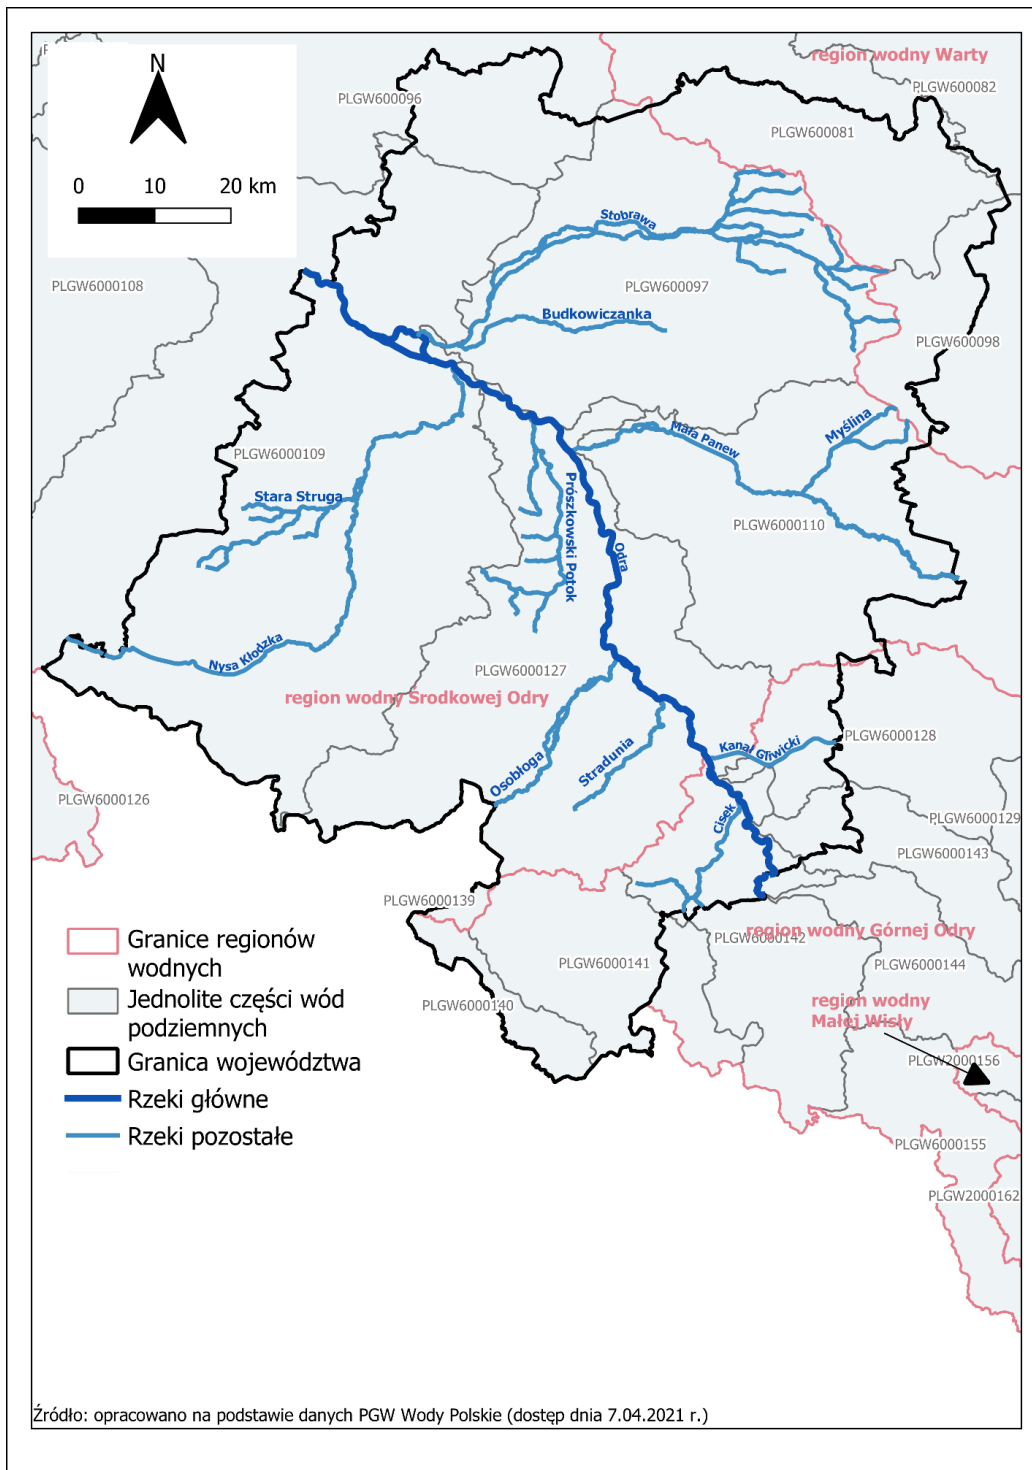 region wodny Warty
N
PLGW600096
PLGW600082
PLGW600081
0 10 20 km
Stobrawa
PLGW6000108
PLGW600097
Budkowiczanka
PLGW600098
Myślina
Mała Panew
PLGW6000109
Stara Struga
Prószkowski Potok
PLGW6000110
Odra
Nysa Kłodzka
PLGW6000127
region wodny Środkowej Odry
PLGW6000128
Kanał Gliwicki
Stradunia
Osobłoga
PLGW6000126
Cisek
PLGW6000129
PLGW6000143
PLGW6000139
region wodny Górnej Odry
PLGW6000142
PLGW6000141
PLGW6000144
PLGW6000140
region wodny
Małej Wisły
PLGW2000156
PLGW6000155
PLGW2000162
Granice regionów
wodnych
Jednolite części wód
podziemnych
Granica województwa
Rzeki główne
Rzeki pozostałe
Źródło: opracowano na podstawie danych PGW Wody Polskie (dostęp dnia 7.04.2021 r.)